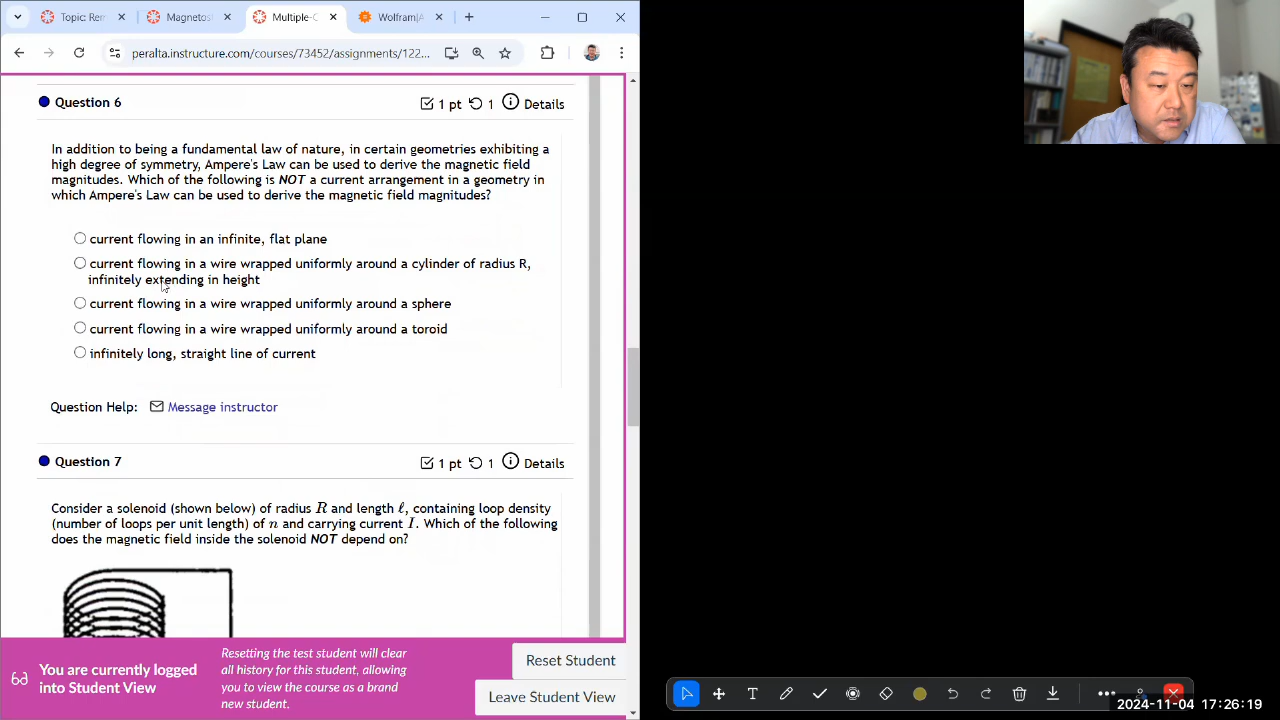 Topic: Re
Magnetos
Multiple-C
Wolfram|A
peralta.instructure.com/courses/73452/assignments/122...
Question 6
1 pt
1
Details
In addition to being a fundamental law of nature, in certain geometries exhibiting a
high degree of symmetry, Ampere's Law can be used to derive the magnetic field
magnitudes. Which of the following is NOT a current arrangement in a geometry in
which Ampere's Law can be used to derive the magnetic field magnitudes?
current flowing in an infinite, flat plane
current flowing in a wire wrapped uniformly around a cylinder of radius R,
infinitely extending in height
current flowing in a wire wrapped uniformly around a sphere
current flowing in a wire wrapped uniformly around a toroid
infinitely long, straight line of current
Question Help:
Message instructor
Question 7
1 pt
1
Details
Consider a solenoid (shown below) of radius R and length ℓ, containing loop density
(number of loops per unit length) of n and carrying current I. Which of the following
does the magnetic field inside the solenoid NOT depend on?
You are currently logged
into Student View
Resetting the test student will clear
all history for this student, allowing
you to view the course as a brand
new student.
Reset Student
Leave Student View
2024-11-04 17:26:19